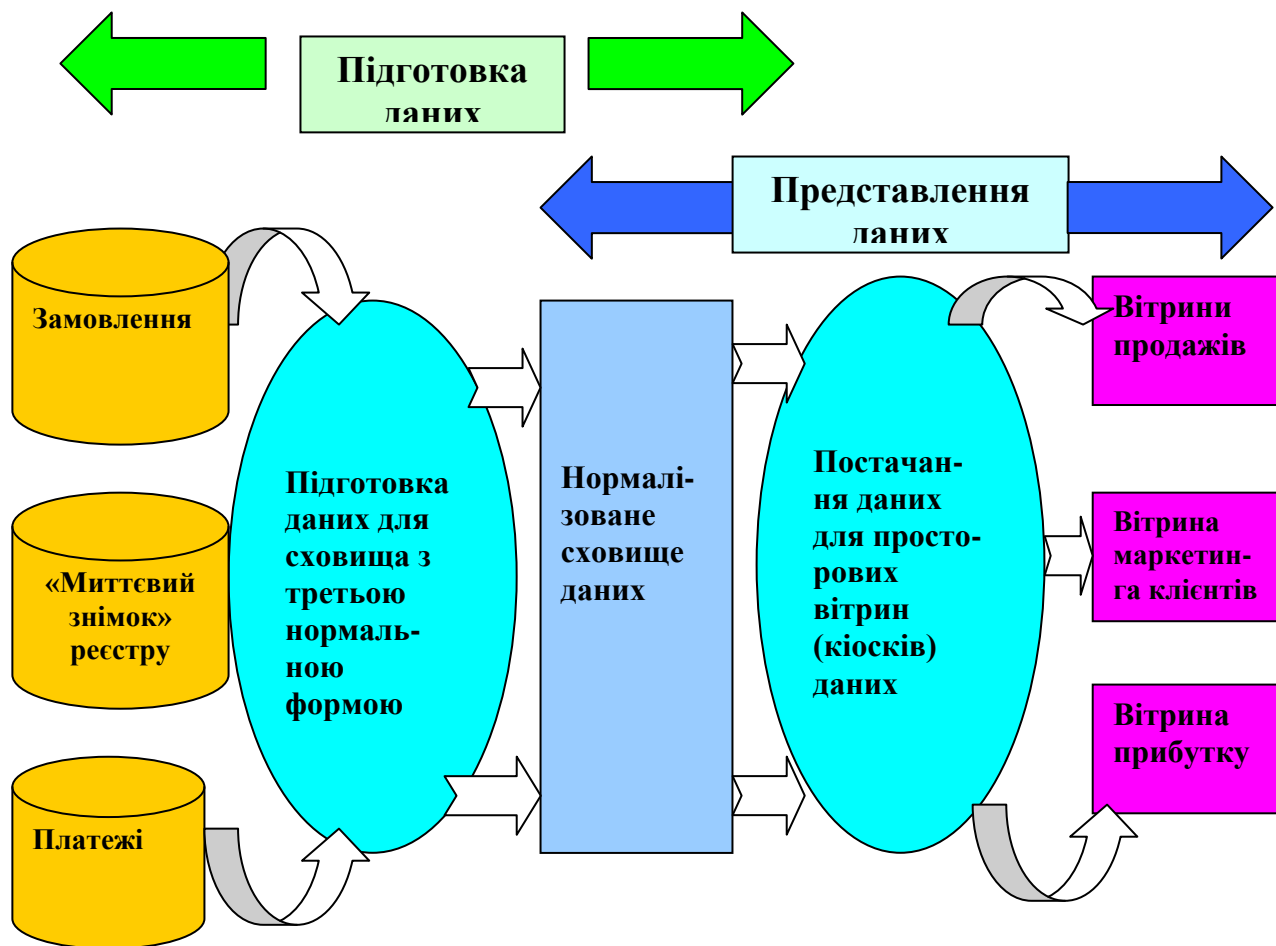 Підготовка
даних
Представлення
даних
Замовлення
«Миттєвий
знімок»
реєстру
Платежі
Підготовка
даних для
сховища з
третьою
нормаль-
ною
формою
Нормалі-
зоване
сховище
даних
Постачан-
ня даних
для просто-
рових
вітрин
(кіосків)
даних
Вітрини
продажів
Вітрина
маркетин-
га клієнтів
Вітрина
прибутку